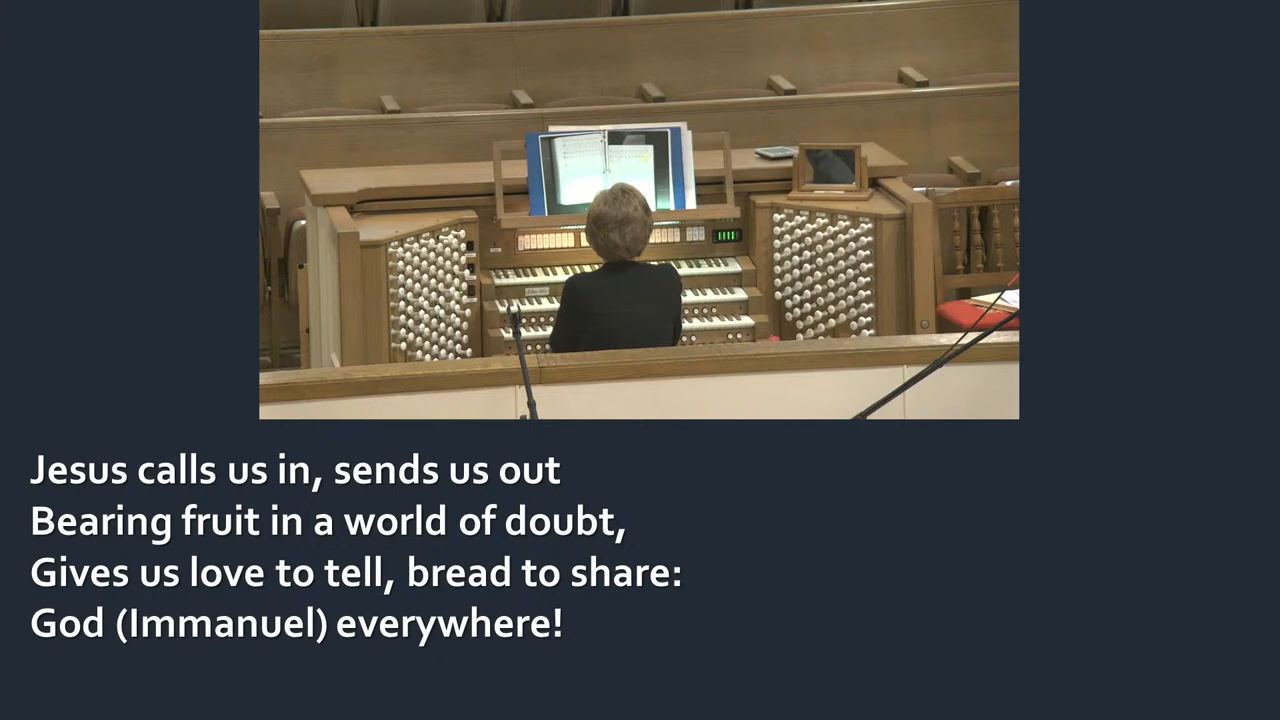 Jesus calls us in, sends us out
Bearing fruit in a world of doubt,
Gives us love to tell, bread to share:
God (Immanuel) everywhere!